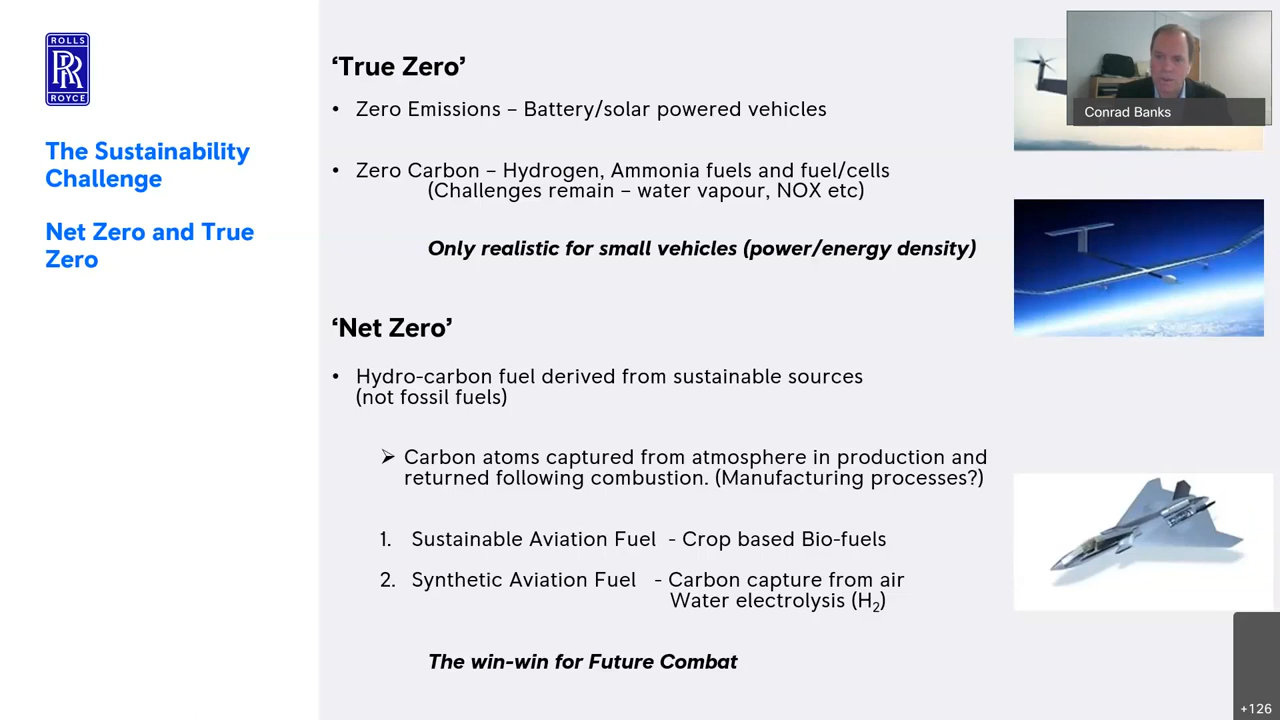 ROLLS
RR
ROYCE
The Sustainability
Challenge
Net Zero and True
Zero
‘True Zero’
• Zero Emissions – Battery/solar powered vehicles
• Zero Carbon – Hydrogen, Ammonia fuels and fuel/cells
(Challenges remain – water vapour, NOX etc)
Only realistic for small vehicles (power/energy density)
‘Net Zero’
• Hydro-carbon fuel derived from sustainable sources
(not fossil fuels)
➢ Carbon atoms captured from atmosphere in production and
returned following combustion. (Manufacturing processes?)
1. Sustainable Aviation Fuel - Crop based Bio-fuels
2. Synthetic Aviation Fuel - Carbon capture from air
Water electrolysis (H₂)
The win-win for Future Combat
Conrad Banks
+126